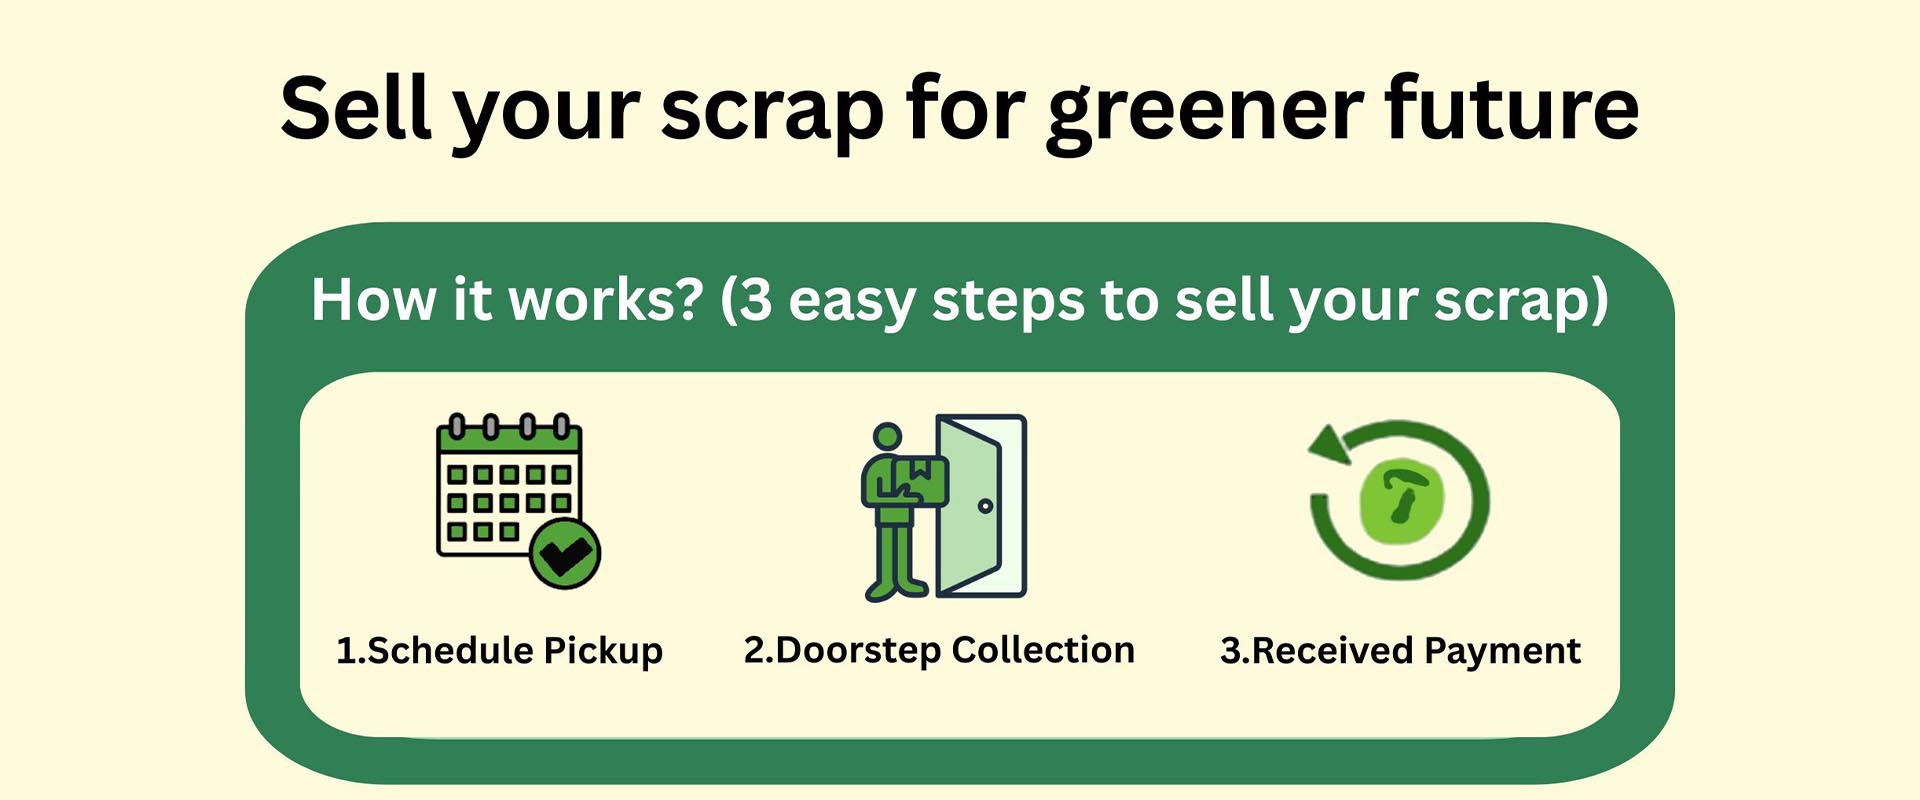 Sell your scrap for greener future
How it works? (3 easy steps to sell your scrap)
1.Schedule Pickup
2.Doorstep Collection
3.Received Payment